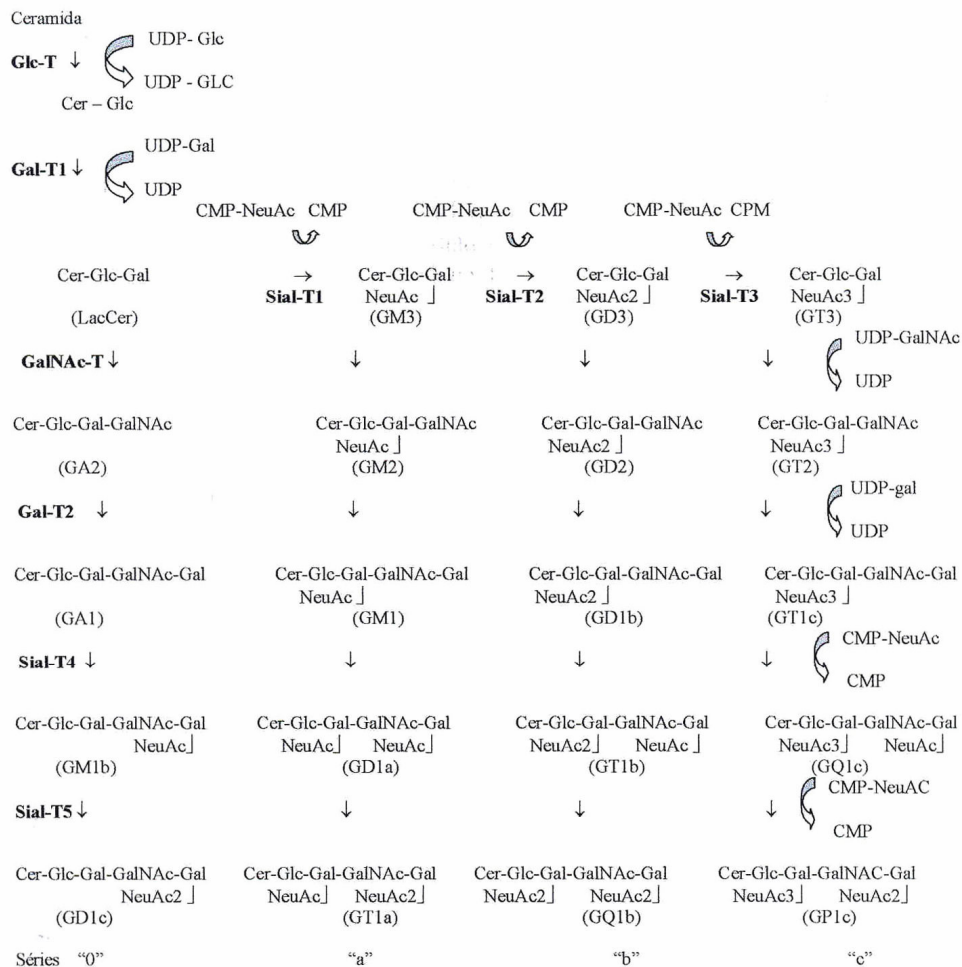 Ceramida
UDP- Glc
Glc-T ↓
UDP - GLC
Cer – Glc
UDP-Gal
Gal-T1 ↓
UDP
CMP-NeuAc CMP CMP-NeuAc CMP CMP-NeuAc CPM
Cer-Glc-Gal → Cer-Glc-Gal → Cer-Glc-Gal → Cer-Glc-Gal
Sial-T1 NeuAc ⌋ Sial-T2 NeuAc2 ⌋ Sial-T3 NeuAc3 ⌋
(LacCer) (GM3) (GD3) (GT3)
UDP-GalNAc
GalNAc-T ↓ ↓ ↓ ↓
UDP
Cer-Glc-Gal-GalNAc Cer-Glc-Gal-GalNAc Cer-Glc-Gal-GalNAc Cer-Glc-Gal-GalNAc
NeuAc ⌋ NeuAc2 ⌋ NeuAc3 ⌋
(GA2) (GM2) (GD2) (GT2)
UDP-gal
Gal-T2 ↓ ↓ ↓ ↓
UDP
Cer-Glc-Gal-GalNAc-Gal Cer-Glc-Gal-GalNAc-Gal Cer-Glc-Gal-GalNAc-Gal Cer-Glc-Gal-GalNAc-Gal
NeuAc ⌋ NeuAc2 ⌋ NeuAc3 ⌋
(GA1) (GM1) (GD1b) (GT1c)
CMP-NeuAc
Sial-T4 ↓ ↓ ↓ ↓
CMP
Cer-Glc-Gal-GalNAc-Gal Cer-Glc-Gal-GalNAc-Gal Cer-Glc-Gal-GalNAc-Gal Cer-Glc-Gal-GalNAc-Gal
NeuAc⌋ NeuAc⌋ NeuAc⌋ NeuAc2⌋ NeuAc ⌋ NeuAc3⌋ NeuAc⌋
(GM1b) (GD1a) (GT1b) (GQ1c)
CMP-NeuAC
Sial-T5 ↓ ↓ ↓ ↓
CMP
Cer-Glc-Gal-GalNAc-Gal Cer-Glc-Gal-GalNAc-Gal Cer-Glc-Gal-GalNAc-Gal Cer-Glc-Gal-GalNAC-Gal
NeuAc2 ⌋ NeuAc⌋ NeuAc2⌋ NeuAc2⌋ NeuAc2⌋ NeuAc3⌋ NeuAc2⌋
(GD1c) (GT1a) (GQ1b) (GP1c)
Séries “0” “a” “b” “c”